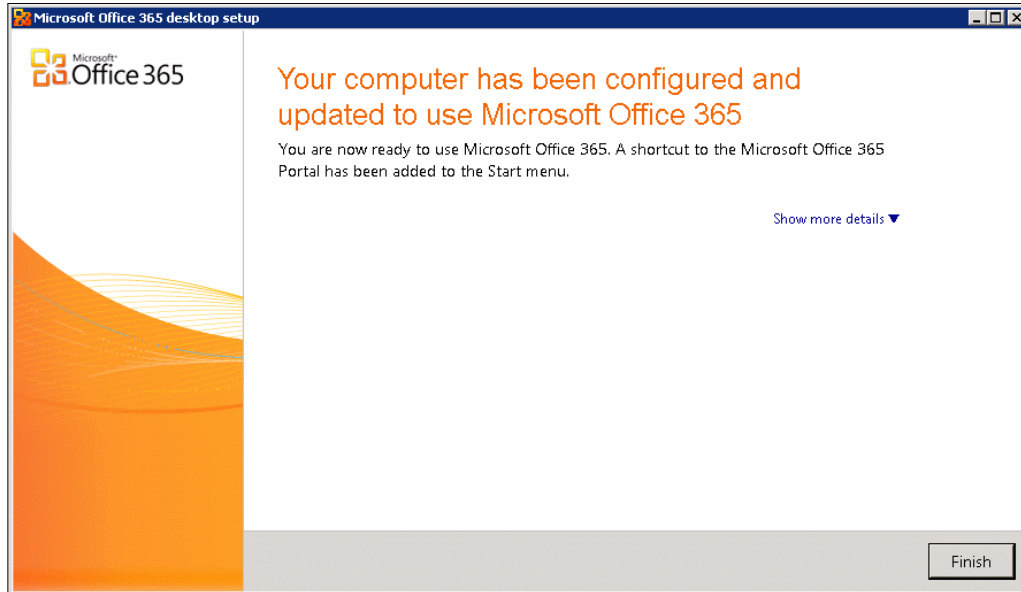 Microsoft Office 365 desktop setup
Microsoft®
Office 365
Your computer has been configured and
updated to use Microsoft Office 365
You are now ready to use Microsoft Office 365. A shortcut to the Microsoft Office 365
Portal has been added to the Start menu.
Show more details ▼
Finish